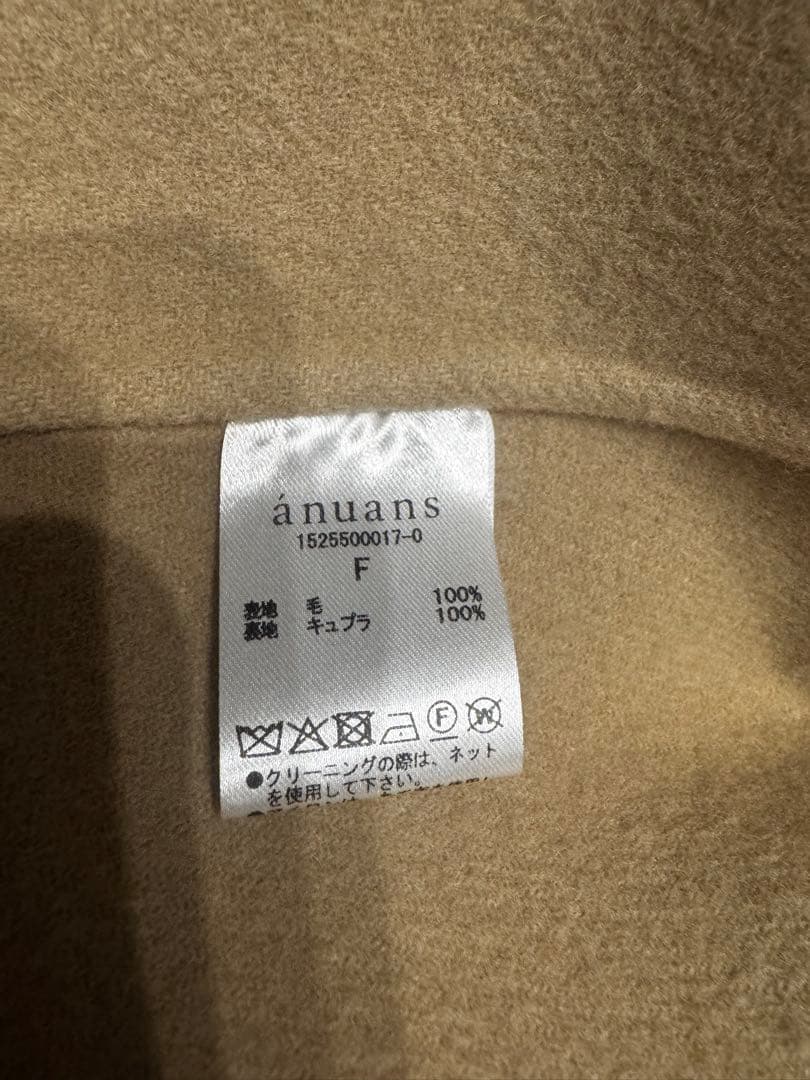 ánuans
1525500017-0
F
表地 毛 100%
裏地 キュプラ 100%
F W
●クリーニングの際は、ネット
を使用して下さい。